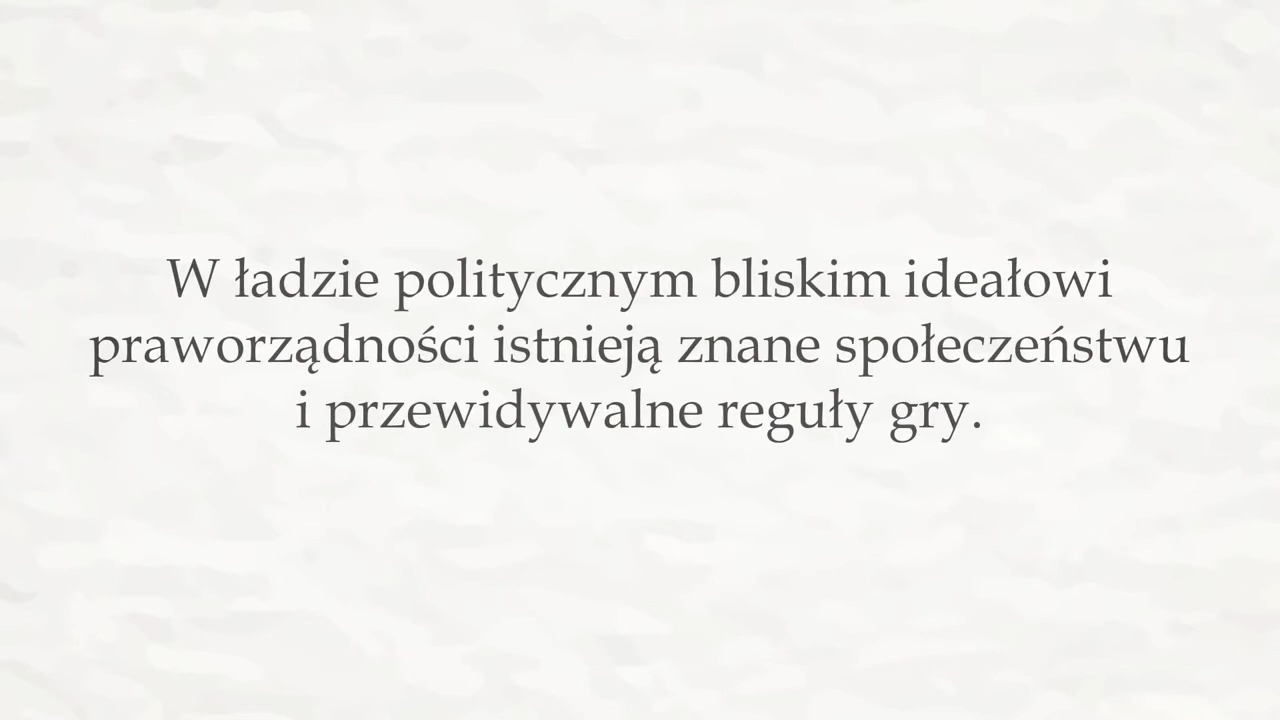 W ładzie politycznym bliskim ideałowi
praworządności istnieją znane społeczeństwu
i przewidywalne reguły gry.